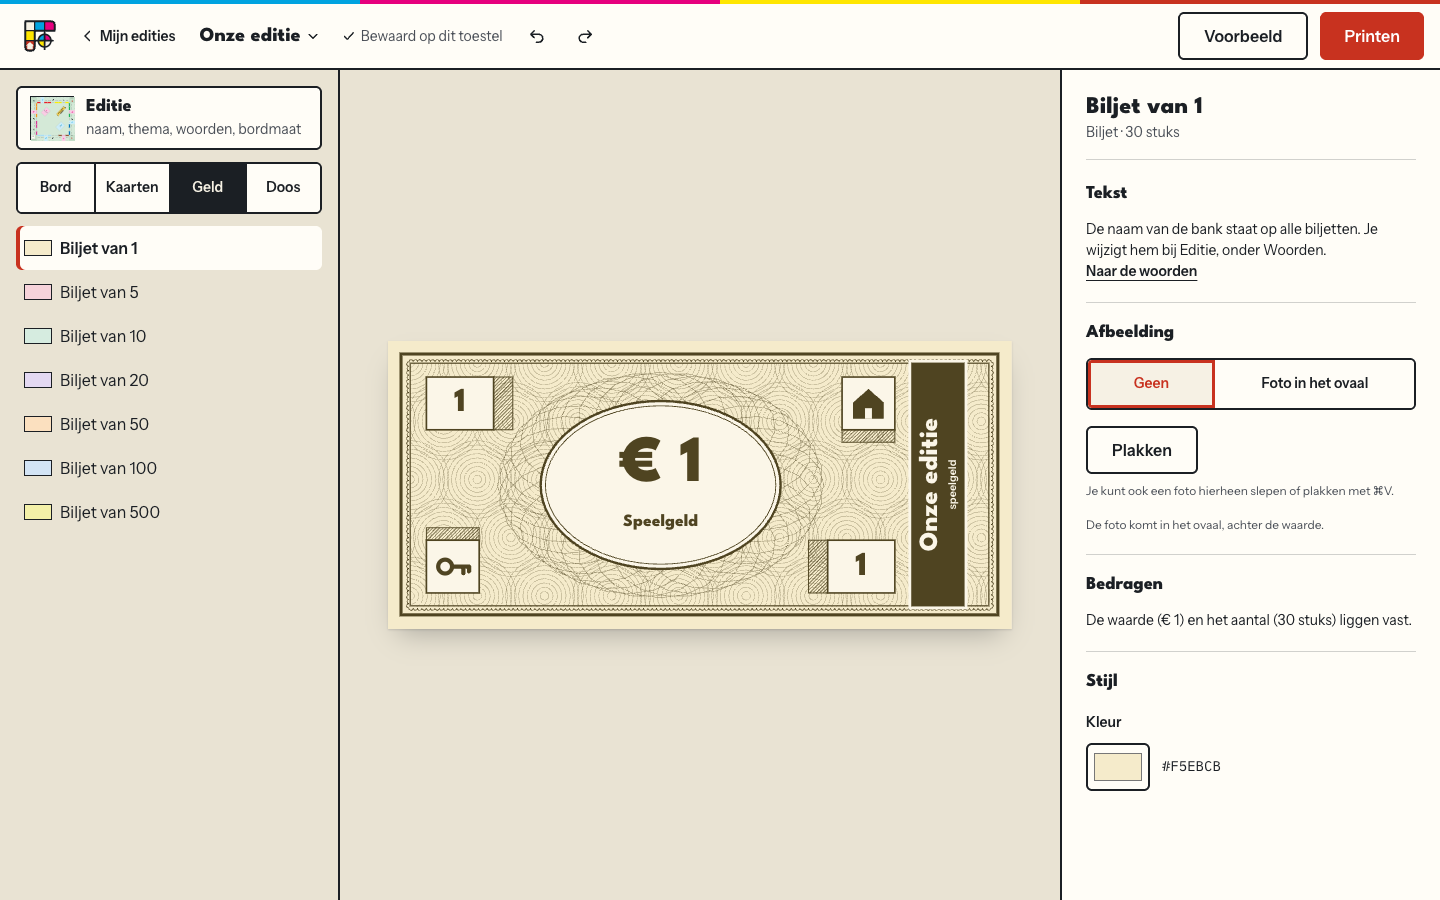 Mijn edities
Onze editie
Bewaard op dit toestel
Voorbeeld
Printen
Editie
naam, thema, woorden, bordmaat
Bord
Kaarten
Geld
Doos
Biljet van 1
Biljet van 5
Biljet van 10
Biljet van 20
Biljet van 50
Biljet van 100
Biljet van 500
1
€ 1
Speelgeld
1
Onze editie
speelgeld
Biljet van 1
Biljet · 30 stuks
Tekst
De naam van de bank staat op alle biljetten. Je
wijzigt hem bij Editie, onder Woorden.
Naar de woorden
Afbeelding
Geen
Foto in het ovaal
Plakken
Je kunt ook een foto hierheen slepen of plakken met ⌘V.
De foto komt in het ovaal, achter de waarde.
Bedragen
De waarde (€ 1) en het aantal (30 stuks) liggen vast.
Stijl
Kleur
#F5EBCB